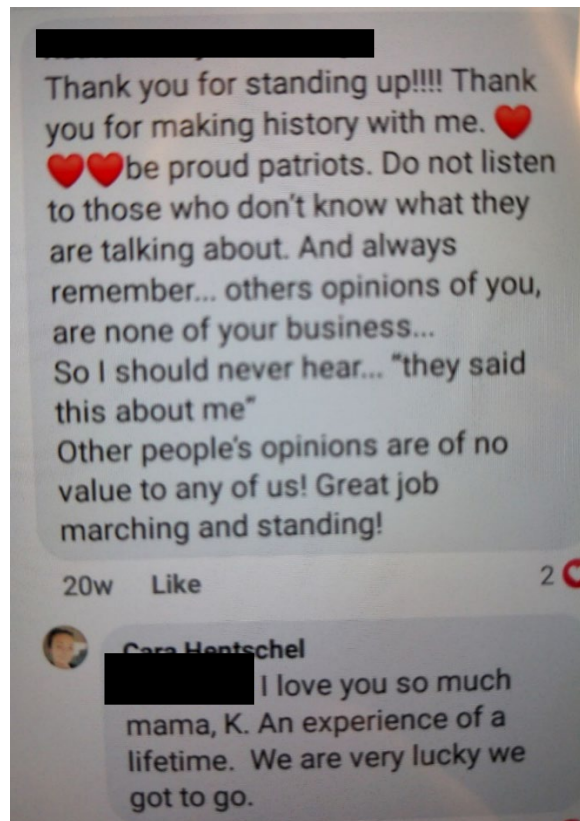 Thank you for standing up!!!! Thank
you for making history with me. ❤️
❤️❤️be proud patriots. Do not listen
to those who don't know what they
are talking about. And always
remember... others opinions of you,
are none of your business...
So I should never hear... "they said
this about me"
Other people's opinions are of no
value to any of us! Great job
marching and standing!
20w Like 2
Cara Hentschel
I love you so much
mama, K. An experience of a
lifetime. We are very lucky we
got to go.